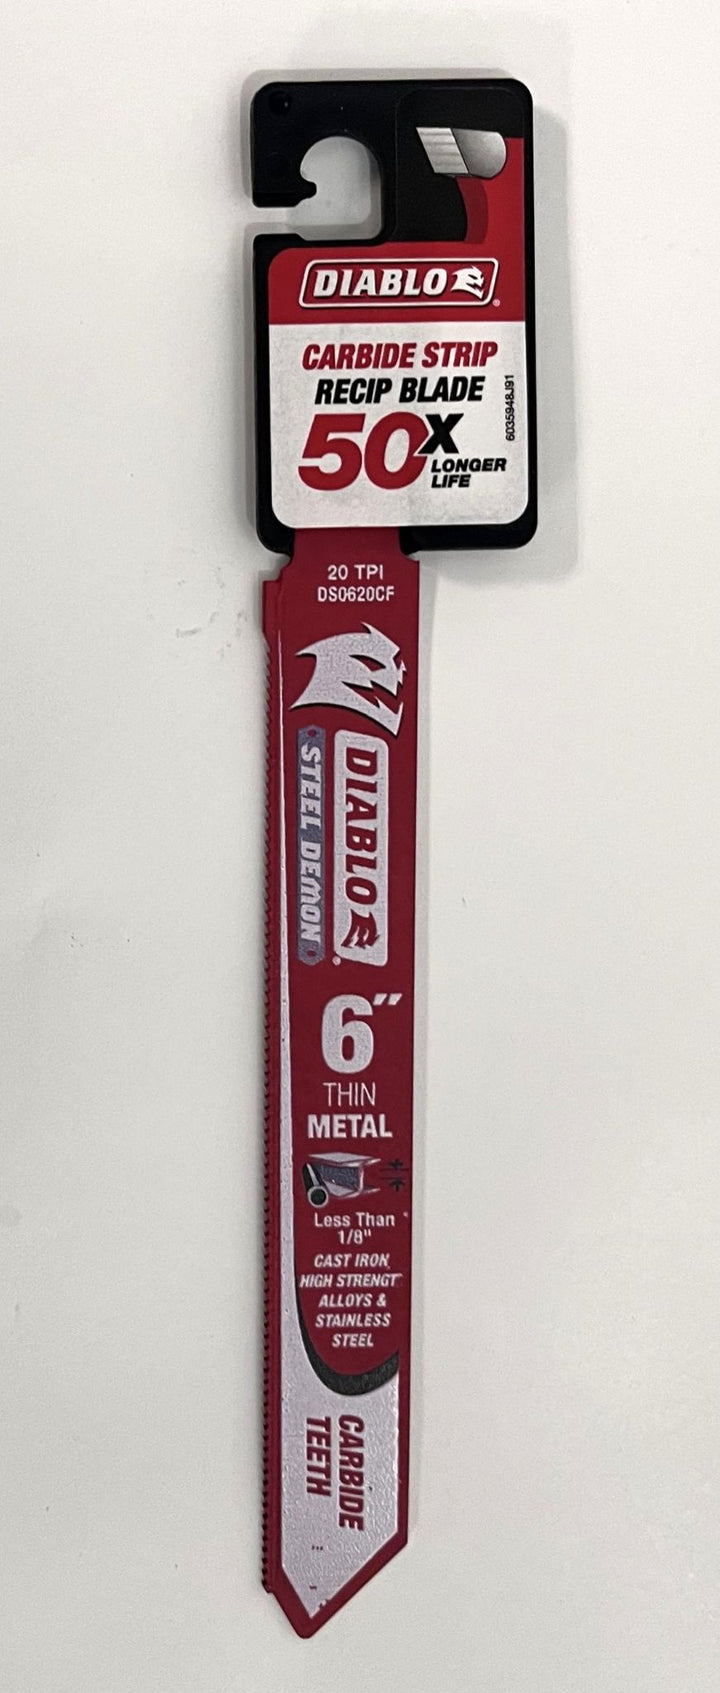 DIABLO
CARBIDE STRIP
RECIP BLADE
50X
LONGER
LIFE
6035948J91
20 TPI
DS0620CF
DIABLO
STEEL DEMON
6"
THIN
METAL
Less Than
1/8"
CAST IRON
HIGH STRENGT
ALLOYS &
STAINLESS
STEEL
CARBIDE
TEETH